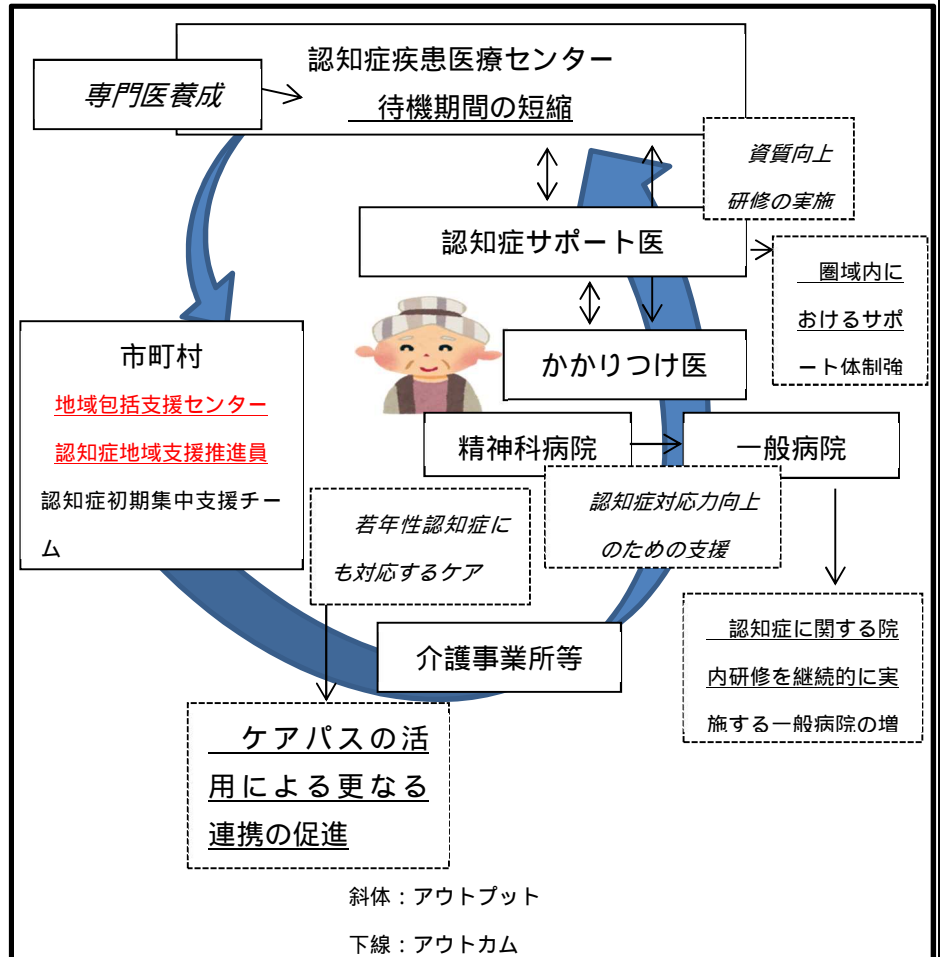 認知症疾患医療センター
専門医養成
待機期間の短縮
資質向上
研修の実施
認知症サポート医
圏域内に
おけるサポ
ート体制強
かかりつけ医
市町村
地域包括支援センター
認知症地域支援推進員
認知症初期集中支援チー
ム
精神科病院
一般病院
認知症対応力向上
のための支援
若年性認知症に
も対応するケア
認知症に関する院
内研修を継続的に実
施する一般病院の増
介護事業所等
ケアパスの活
用による更なる
連携の促進
斜体：アウトプット
下線：アウトカム